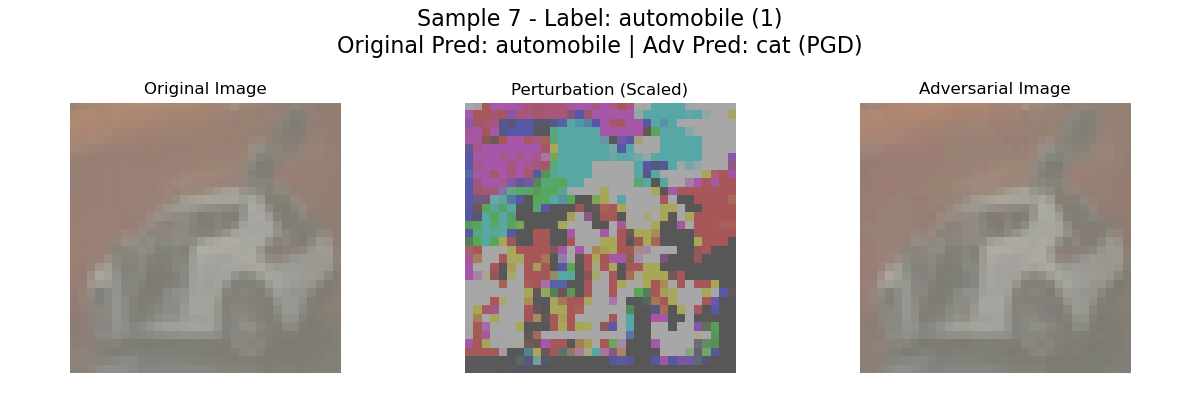 Sample 7 - Label: automobile (1)
Original Pred: automobile | Adv Pred: cat (PGD)
Original Image
Perturbation (Scaled)
Adversarial Image